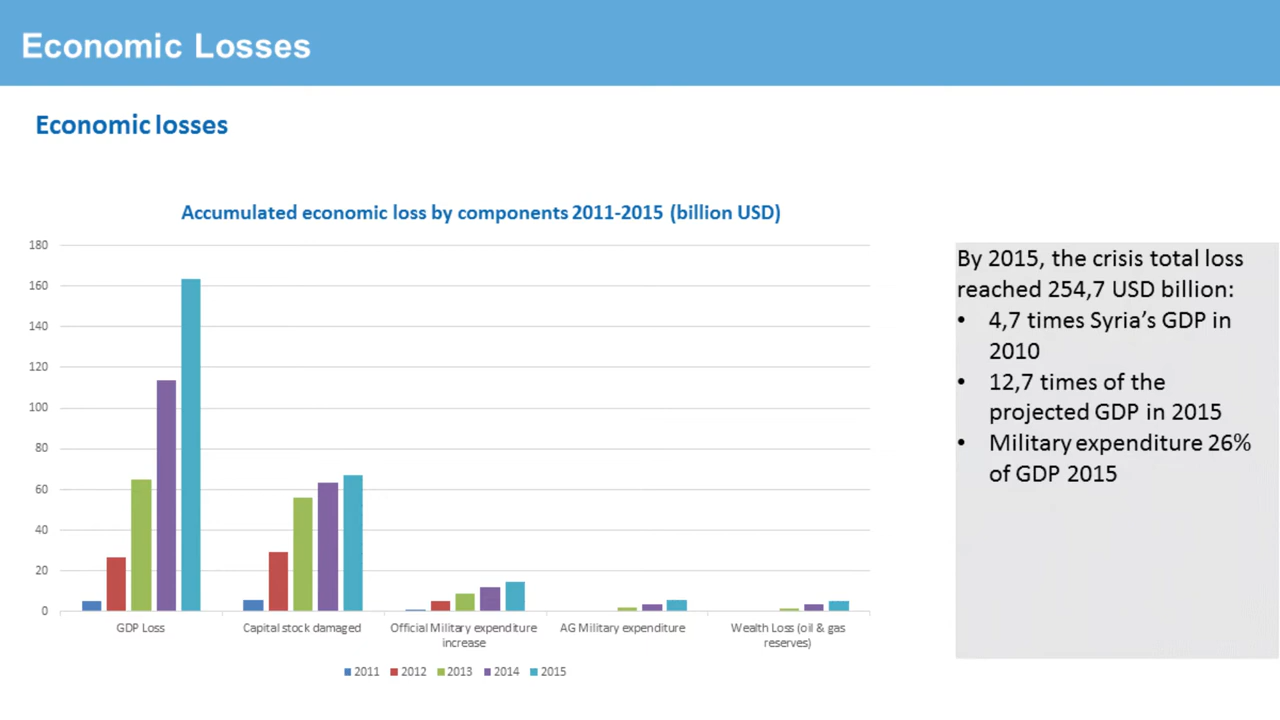 Economic Losses
Economic losses
Accumulated economic loss by components 2011-2015 (billion USD)
180
160
140
120
100
80
60
40
20
0
GDP Loss
Capital stock damaged
Official Military expenditure
increase
AG Military expenditure
Wealth Loss (oil & gas
reserves)
2011 2012 2013 2014 2015
By 2015, the crisis total loss
reached 254,7 USD billion:
• 4,7 times Syria’s GDP in
2010
• 12,7 times of the
projected GDP in 2015
• Military expenditure 26%
of GDP 2015